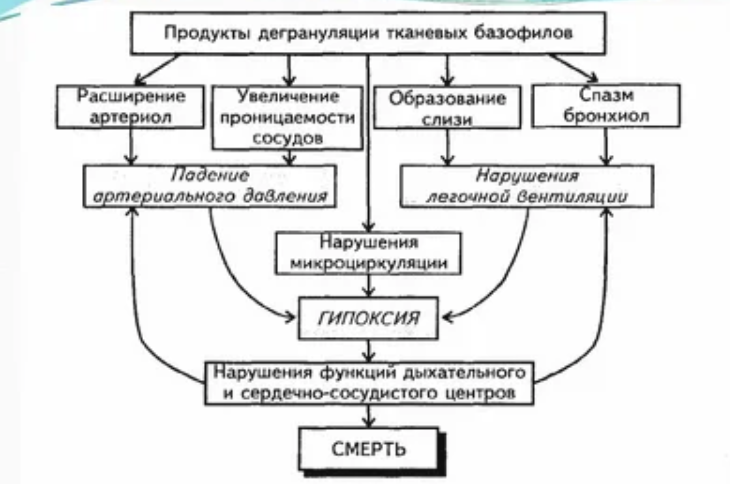 Продукты дегрануляции тканевых базофилов
Расширение
артериол
Увеличение
проницаемости
сосудов
Образование
слизи
Спазм
бронхиол
Падение
артериального давления
Нарушения
легочной вентиляции
Нарушения
микроциркуляции
ГИПОКСИЯ
Нарушения функций дыхательного
и сердечно-сосудистого центров
СМЕРТЬ